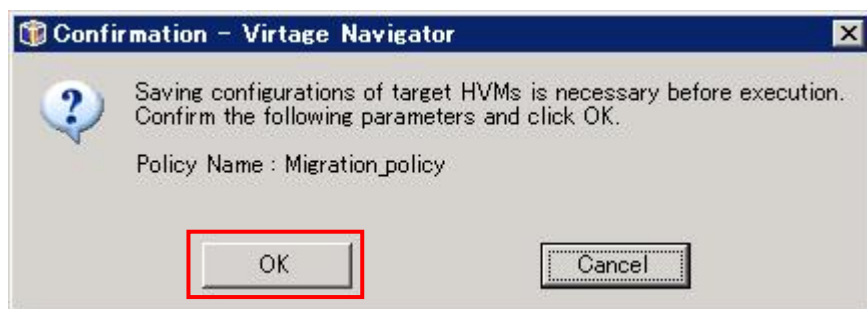 Confirmation - Virtage Navigator
Saving configurations of target HVMs is necessary before execution.
Confirm the following parameters and click OK.
Policy Name : Migration_policy
OK
Cancel